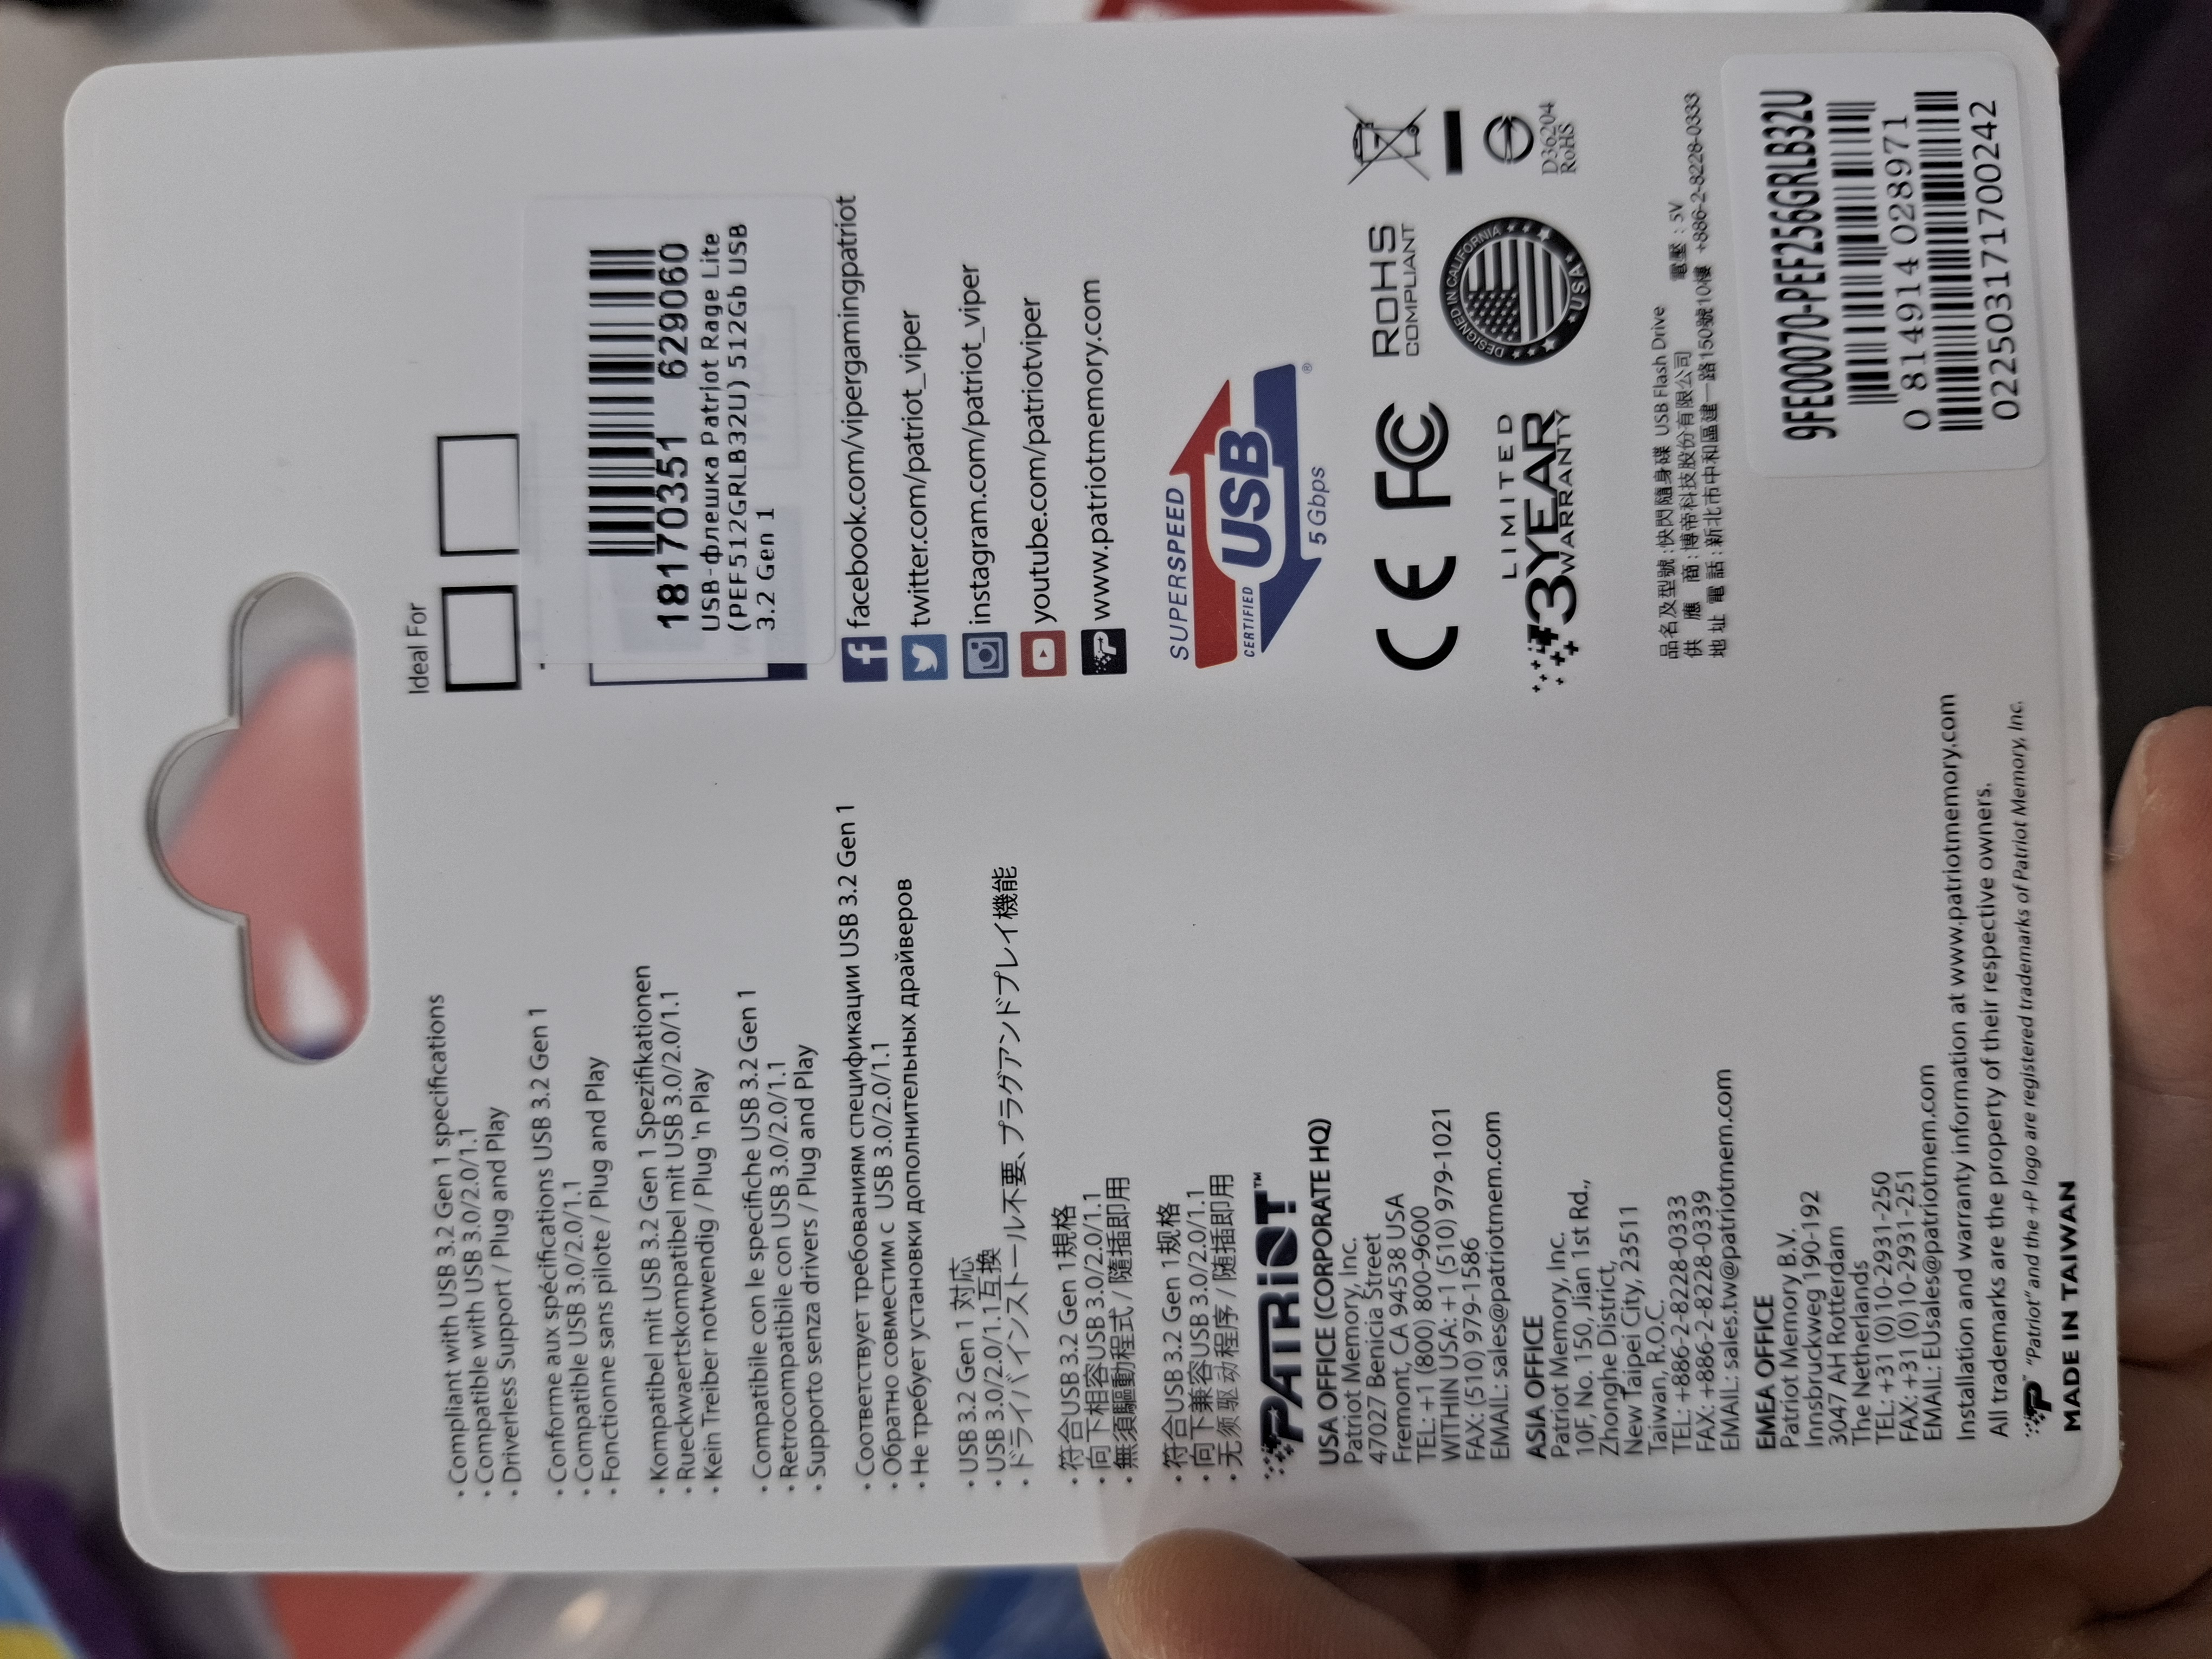 • Compliant with USB 3.2 Gen 1 specifications
• Compatible with USB 3.0/2.0/1.1
• Driverless Support / Plug and Play
• Conforme aux spécifications USB 3.2 Gen 1
• Compatible USB 3.0/2.0/1.1
• Fonctionne sans pilote / Plug and Play
• Kompatibel mit USB 3.2 Gen 1 Spezifikationen
• Rueckwaertskompatibel mit USB 3.0/2.0/1.1
• Kein Treiber notwendig / Plug 'n Play
• Compatibile con le specifiche USB 3.2 Gen 1
• Retrocompatibile con USB 3.0/2.0/1.1
• Supporto senza drivers / Plug and Play
• Соответствует требованиям спецификации USB 3.2 Gen 1
• Обратно совместим с USB 3.0/2.0/1.1
• Не требует установки дополнительных драйверов
• USB 3.2 Gen 1 対応
• USB 3.0/2.0/1.1互換
• ドライバインストール不要、プラグアンドプレイ機能
• 符合USB 3.2 Gen 1規格
• 向下相容USB 3.0/2.0/1.1
• 無須驅動程式 / 隨插即用
• 符合USB 3.2 Gen 1规格
• 向下兼容USB 3.0/2.0/1.1
• 无须驱动程序 / 随插即用
PATRIOT™
USA OFFICE (CORPORATE HQ)
Patriot Memory, Inc.
47027 Benicia Street
Fremont, CA 94538 USA
TEL: +1 (800) 800-9600
WITHIN USA: +1 (510) 979-1021
FAX: (510) 979-1586
EMAIL: sales@patriotmem.com
ASIA OFFICE
Patriot Memory, Inc.
10F, No. 150, Jian 1st Rd.,
Zhonghe District,
New Taipei City, 23511
Taiwan, R.O.C.
TEL: +886-2-8228-0333
FAX: +886-2-8228-0339
EMAIL: sales.tw@patriotmem.com
EMEA OFFICE
Patriot Memory B.V.
Innsbruckweg 190-192
3047 AH Rotterdam
The Netherlands
TEL: +31 (0)10-2931-250
FAX: +31 (0)10-2931-251
EMAIL: EUsales@patriotmem.com
Installation and warranty information at www.patriotmemory.com
All trademarks are the property of their respective owners.
"Patriot" and the +P logo are registered trademarks of Patriot Memory, Inc.
MADE IN TAIWAN
Ideal For
18170351 629060
USB-флешка Patriot Rage Lite
(PEF512GRLB32U) 512Gb USB
3.2 Gen 1
facebook.com/vipergamingpatriot
twitter.com/patriot_viper
instagram.com/patriot_viper
youtube.com/patriotviper
www.patriotmemory.com
SUPERSPEED
CERTIFIED USB®
5 Gbps
CE FC RoHS
COMPLIANT
LIMITED
3YEAR
WARRANTY
DESIGNED IN CALIFORNIA
USA
D36204
RoHS
品名及型號:快閃隨身碟 USB Flash Drive 電壓:5V
供 應 商:博帝科技股份有限公司
地址 電話:新北市中和區建一路150號10樓 +886-2-8228-0333
9FE00070-PEF256GRLB32U
0 814914 028971
022503171700242